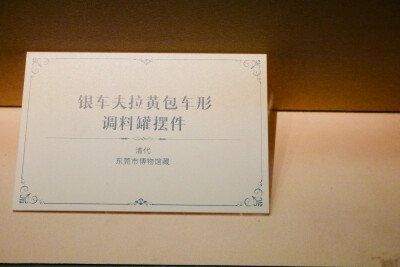 银车夫拉黄包车形
调料罐摆件
清代
东莞市博物馆藏